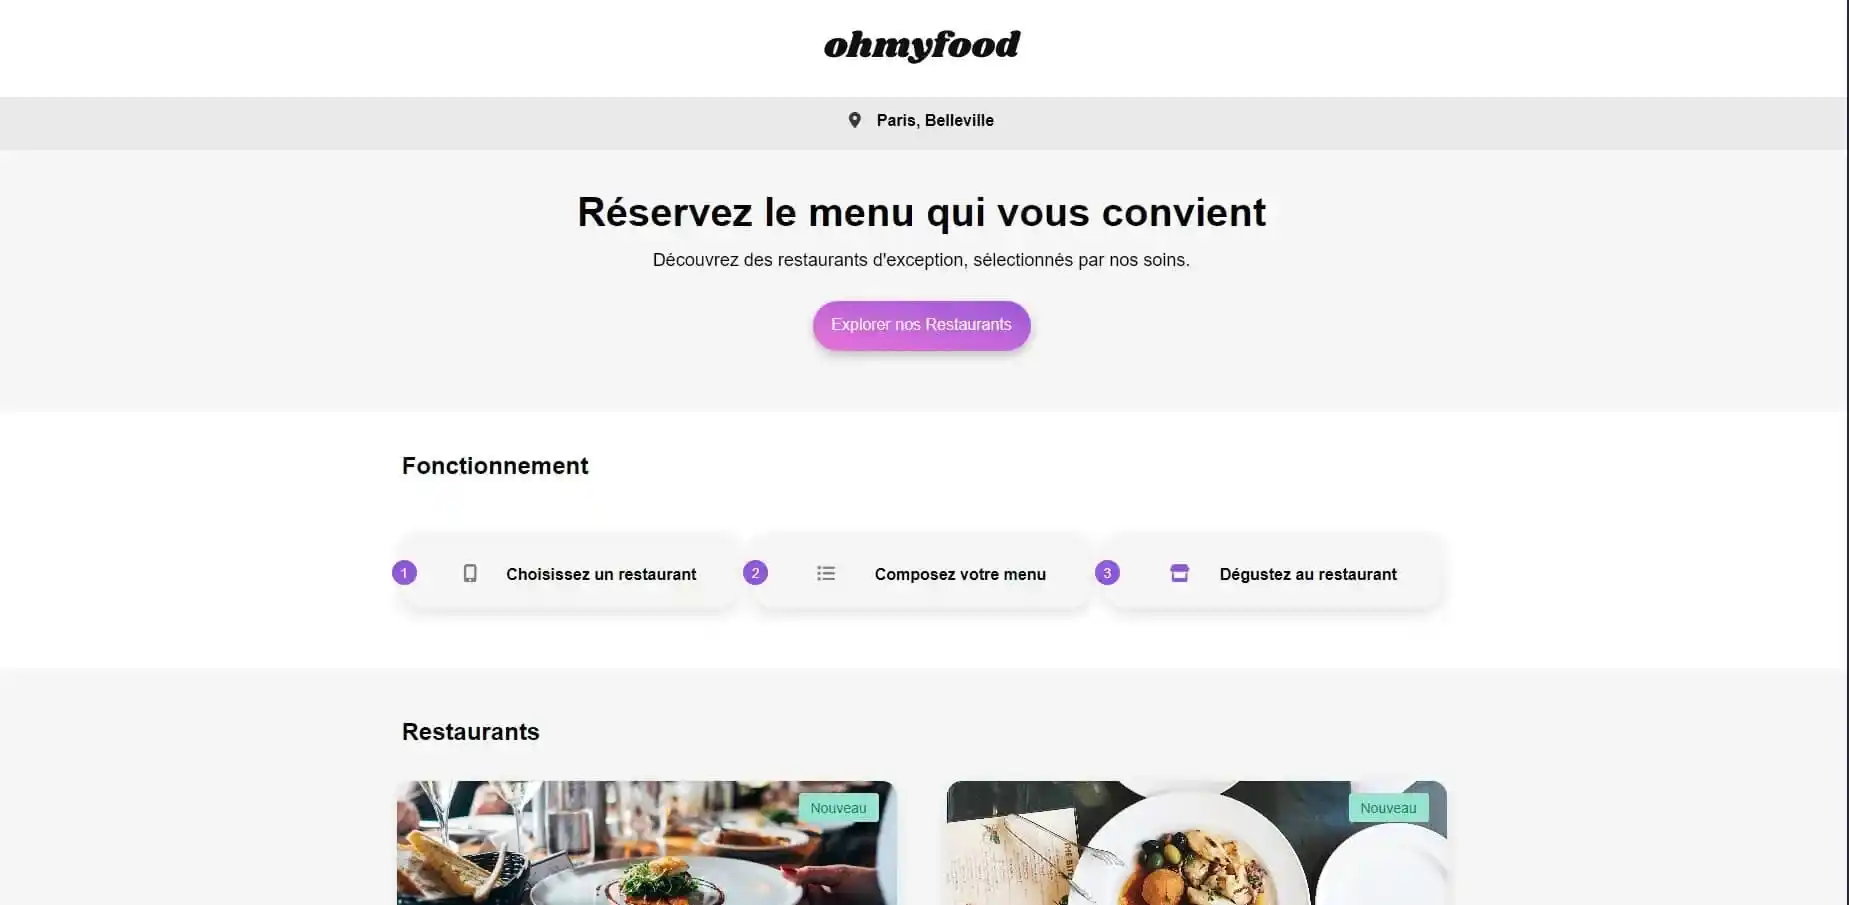 ohmyfood
Paris, Belleville
Réservez le menu qui vous convient
Découvrez des restaurants d'exception, sélectionnés par nos soins.
Explorer nos Restaurants
Fonctionnement
1 Choisissez un restaurant
2 Composez votre menu
3 Dégustez au restaurant
Restaurants
Nouveau
Nouveau